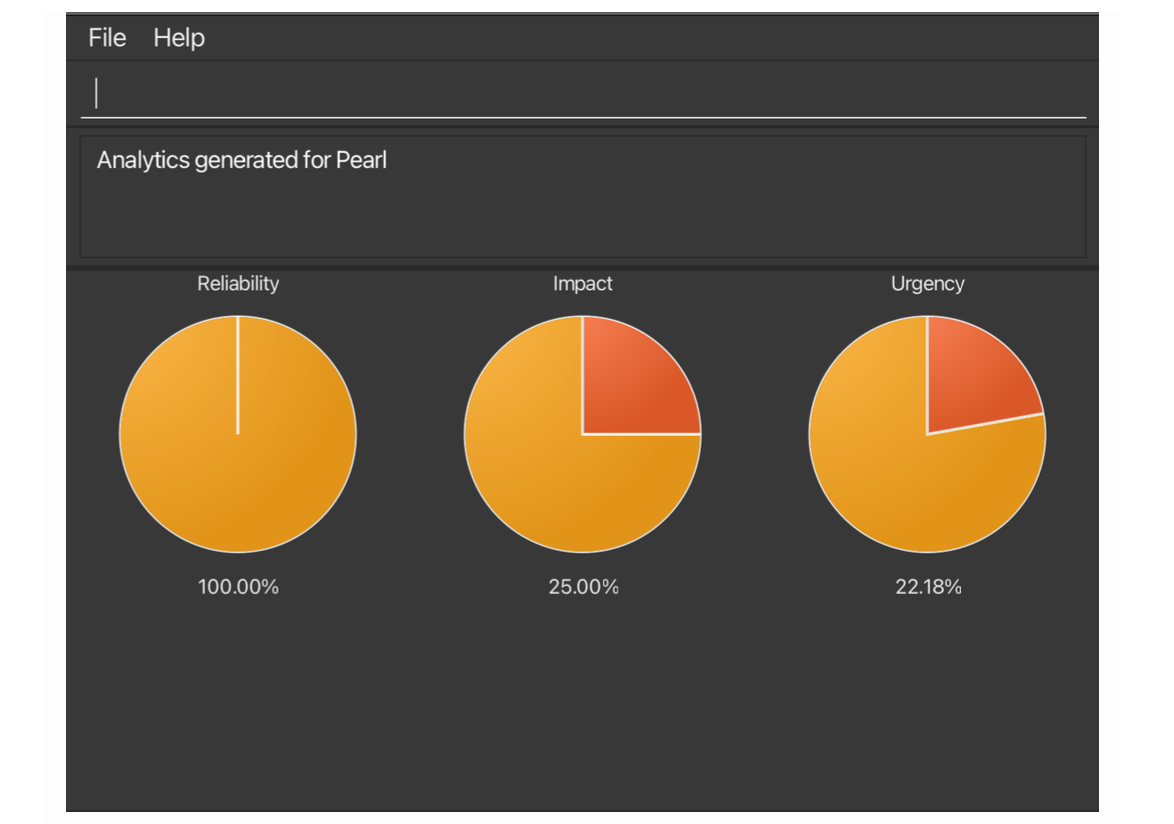 File Help
Analytics generated for Pearl
Reliability Impact Urgency
100.00% 25.00% 22.18%